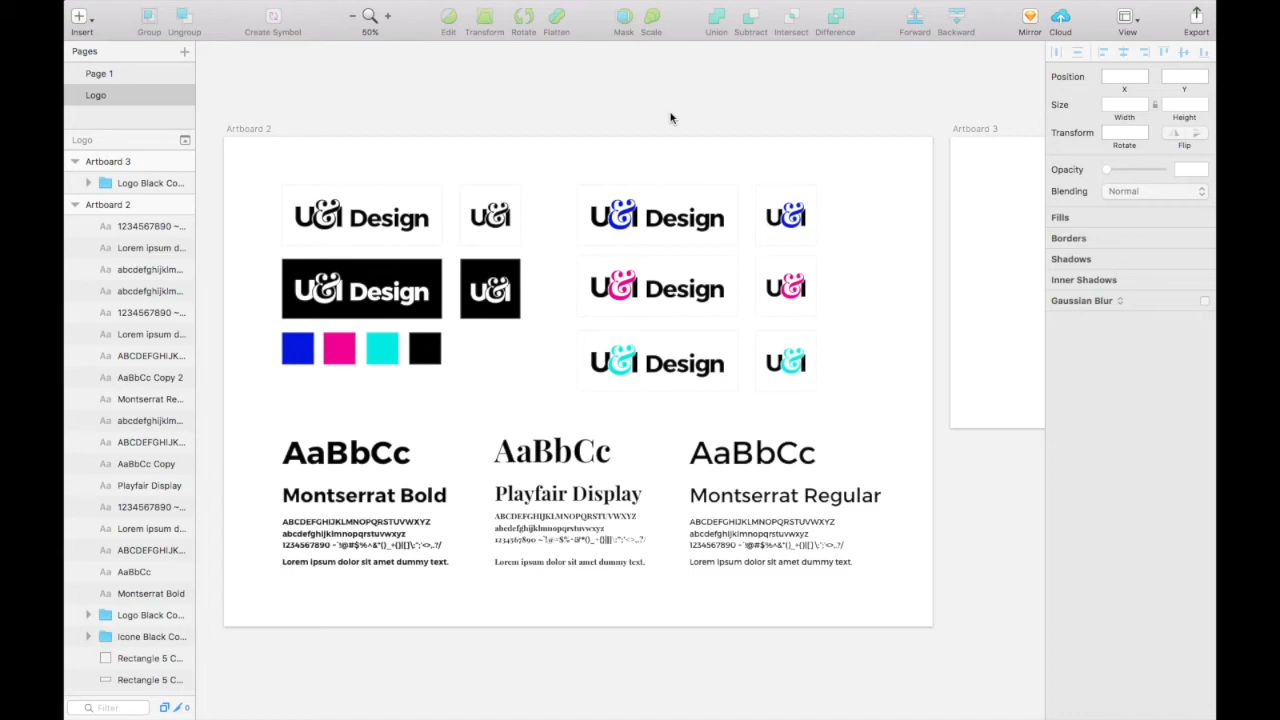 Insert
Group
Ungroup
Create Symbol
50%
Edit
Transform
Rotate
Flatten
Mask
Scale
Union
Subtract
Intersect
Difference
Forward
Backward
Mirror
Cloud
View
Export
Pages
Page 1
Logo
Logo
Artboard 3
Logo Black Co...
Artboard 2
1234567890 ~...
Lorem ipsum d...
abcdefghijklm...
abcdefghijklm...
1234567890 ~...
Lorem ipsum d...
ABCDEFGHIJK...
AaBbCc Copy 2
Montserrat Re...
abcdefghijklm...
ABCDEFGHIJK...
AaBbCc Copy
Playfair Display
1234567890 ~...
Lorem ipsum d...
ABCDEFGHIJK...
AaBbCc
Montserrat Bold
Logo Black Co...
Icone Black Co...
Rectangle 5 C...
Rectangle 5 C...
Filter
0
Artboard 2
Artboard 3
U&I Design
U&I
U&I Design
U&I
U&I Design
U&I
U&I Design
U&I
U&I Design
U&I
AaBbCc
Montserrat Bold
ABCDEFGHIJKLMNOPQRSTUVWXYZ
abcdefghijklmnopqrstuvwxyz
Lorem ipsum dolor sit amet dummy text.
AaBbCc
Playfair Display
ABCDEFGHIJKLMNOPQRSTUVWXYZ
abcdefghijklmnopqrstuvwxyz
Lorem ipsum dolor sit amet dummy text.
AaBbCc
Montserrat Regular
ABCDEFGHIJKLMNOPQRSTUVWXYZ
abcdefghijklmnopqrstuvwxyz
Lorem ipsum dolor sit amet dummy text.
Position
X
Y
Size
Width
Height
Transform
Rotate
Flip
Opacity
Blending
Normal
Fills
Borders
Shadows
Inner Shadows
Gaussian Blur